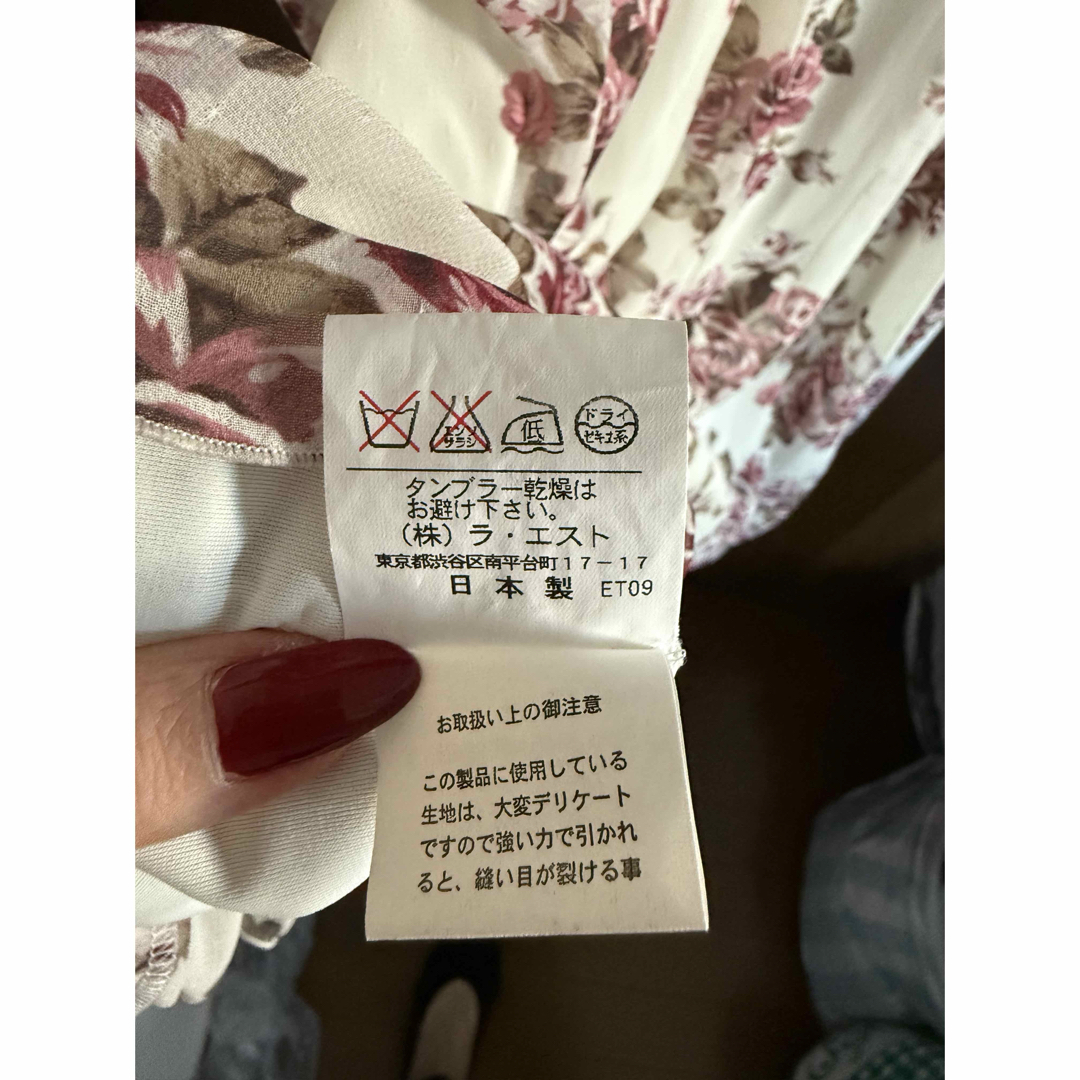 エンソ
サラシ
低
ドライ
セキユ系
タンブラー乾燥は
お避け下さい。
(株)ラ・エスト
東京都渋谷区南平台町17-17
日本製 ET09
お取扱い上の御注意
この製品に使用している
生地は、大変デリケート
ですので強い力で引かれ
ると、縫い目が裂ける事